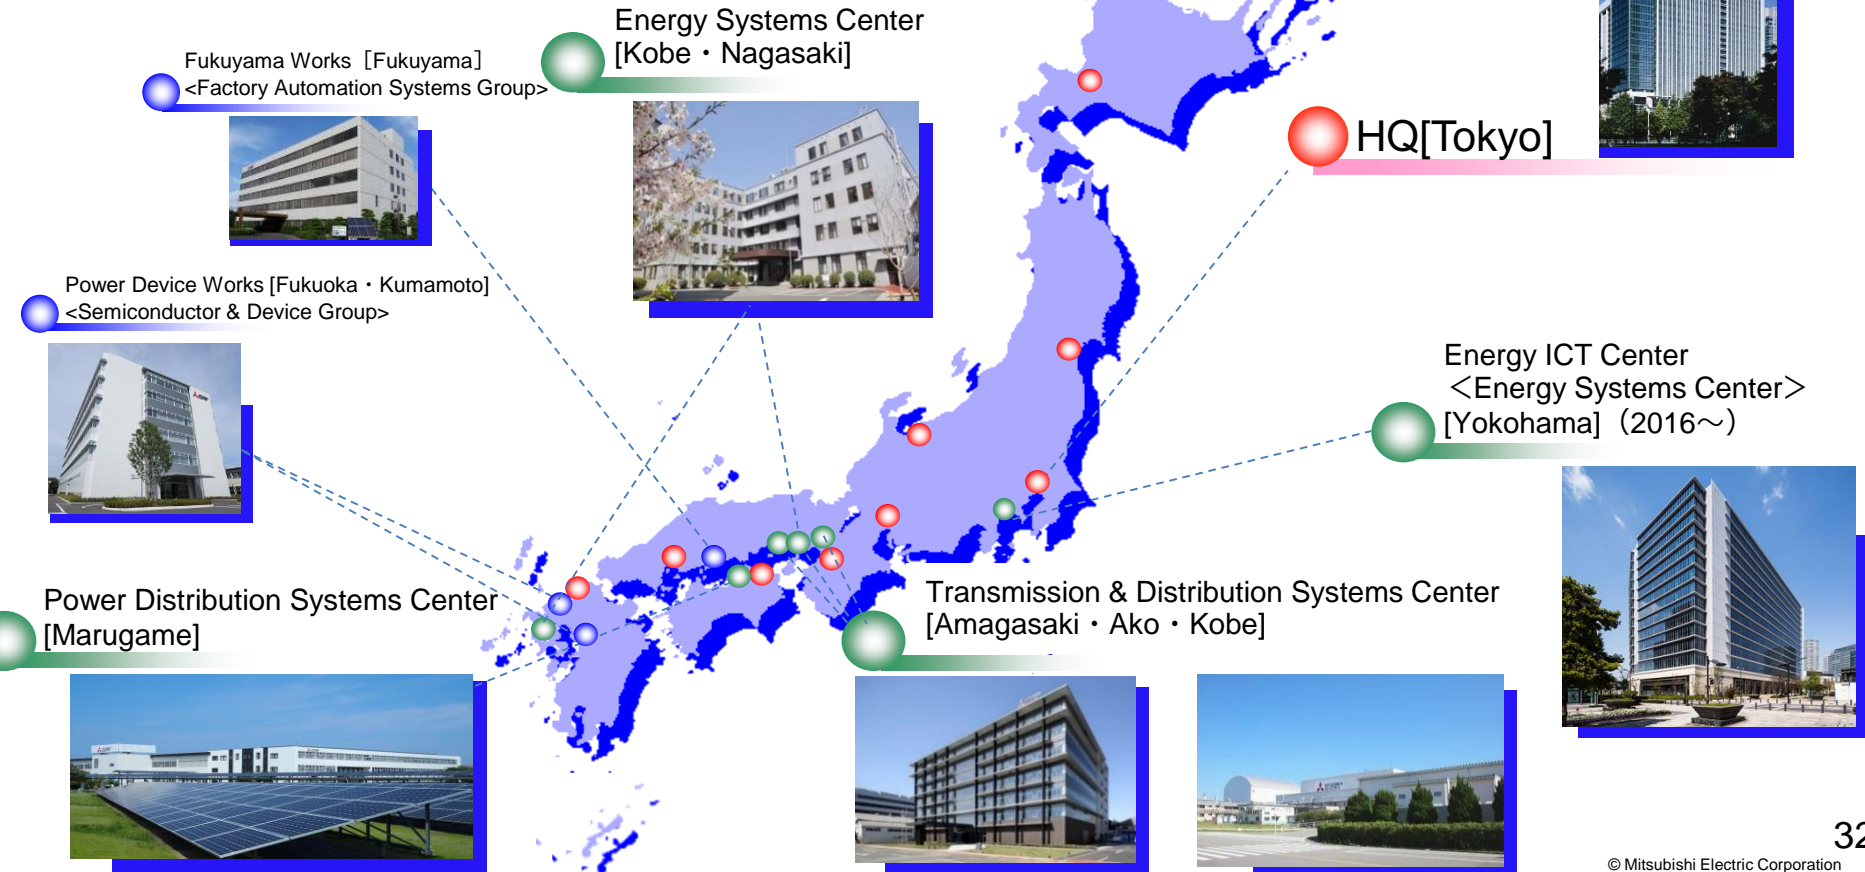 Energy Systems Center
[Kobe・Nagasaki]
Fukuyama Works［Fukuyama］
<Factory Automation Systems Group>
HQ[Tokyo]
Power Device Works [Fukuoka・Kumamoto]
<Semiconductor & Device Group>
Energy ICT Center
＜Energy Systems Center＞
[Yokohama]（2016～）
Power Distribution Systems Center
[Marugame]
Transmission & Distribution Systems Center
[Amagasaki・Ako・Kobe]
32
© Mitsubishi Electric Corporation